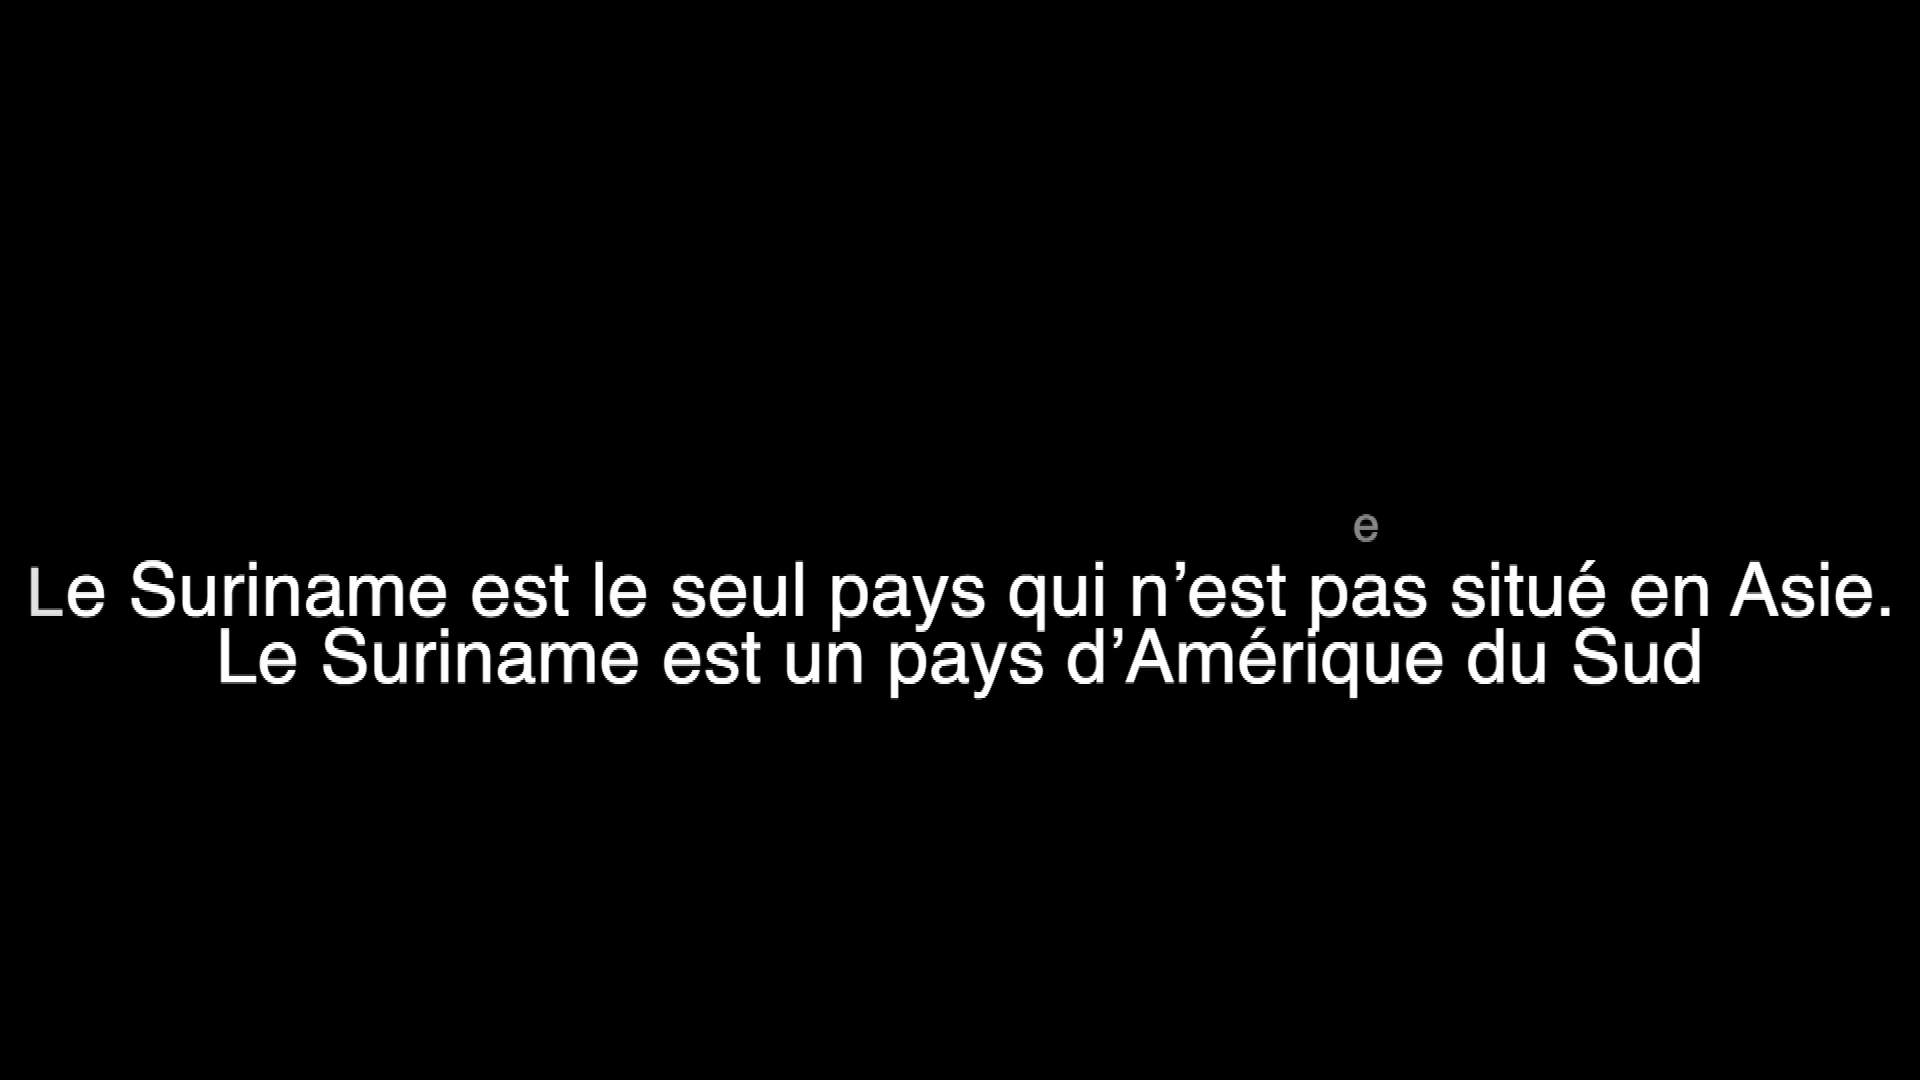 e
Le Suriname est le seul pays qui n’est pas situé en Asie.
Le Suriname est un pays d’Amérique du Sud